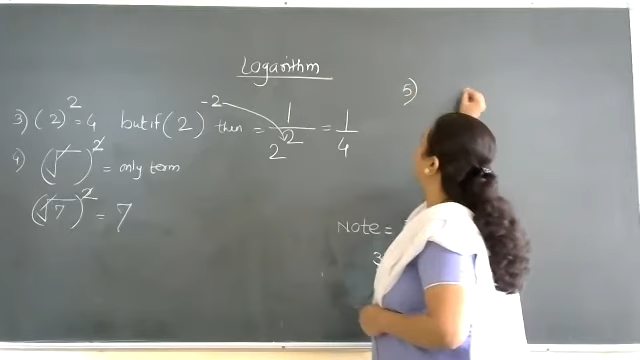 Logarithm
3) (2)² = 4 but if (2)⁻² then = 1/2² = 1/4
4) (√ )² = only term
(√7)² = 7
5)
Note =
3